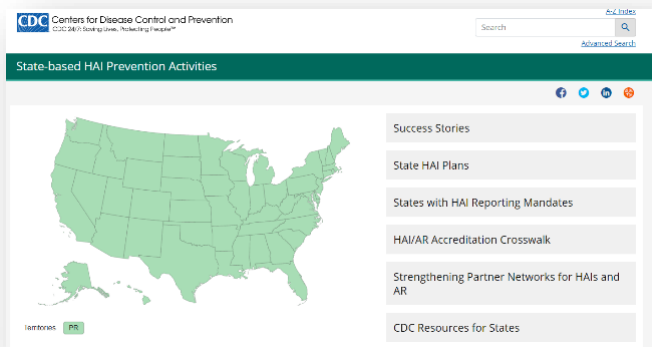 A-Z Index
CDC Centers for Disease Control and Prevention
CDC 24/7: Saving Lives, Protecting People™
Search
Advanced Search
State-based HAI Prevention Activities
Success Stories
State HAI Plans
States with HAI Reporting Mandates
HAI/AR Accreditation Crosswalk
Strengthening Partner Networks for HAIs and
AR
CDC Resources for States
Territories PR